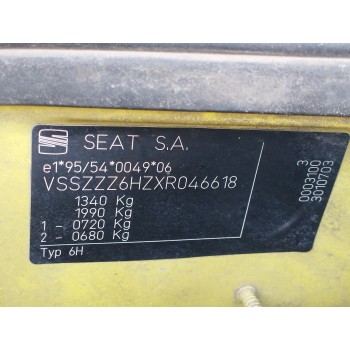 SEAT S.A.
e1*95/54*0049*06
VSSZZZ6HZXR046618
1340 Kg
1990 Kg
1 - 0720 Kg
2 - 0680 Kg
Typ 6H
0003100 3
3010703